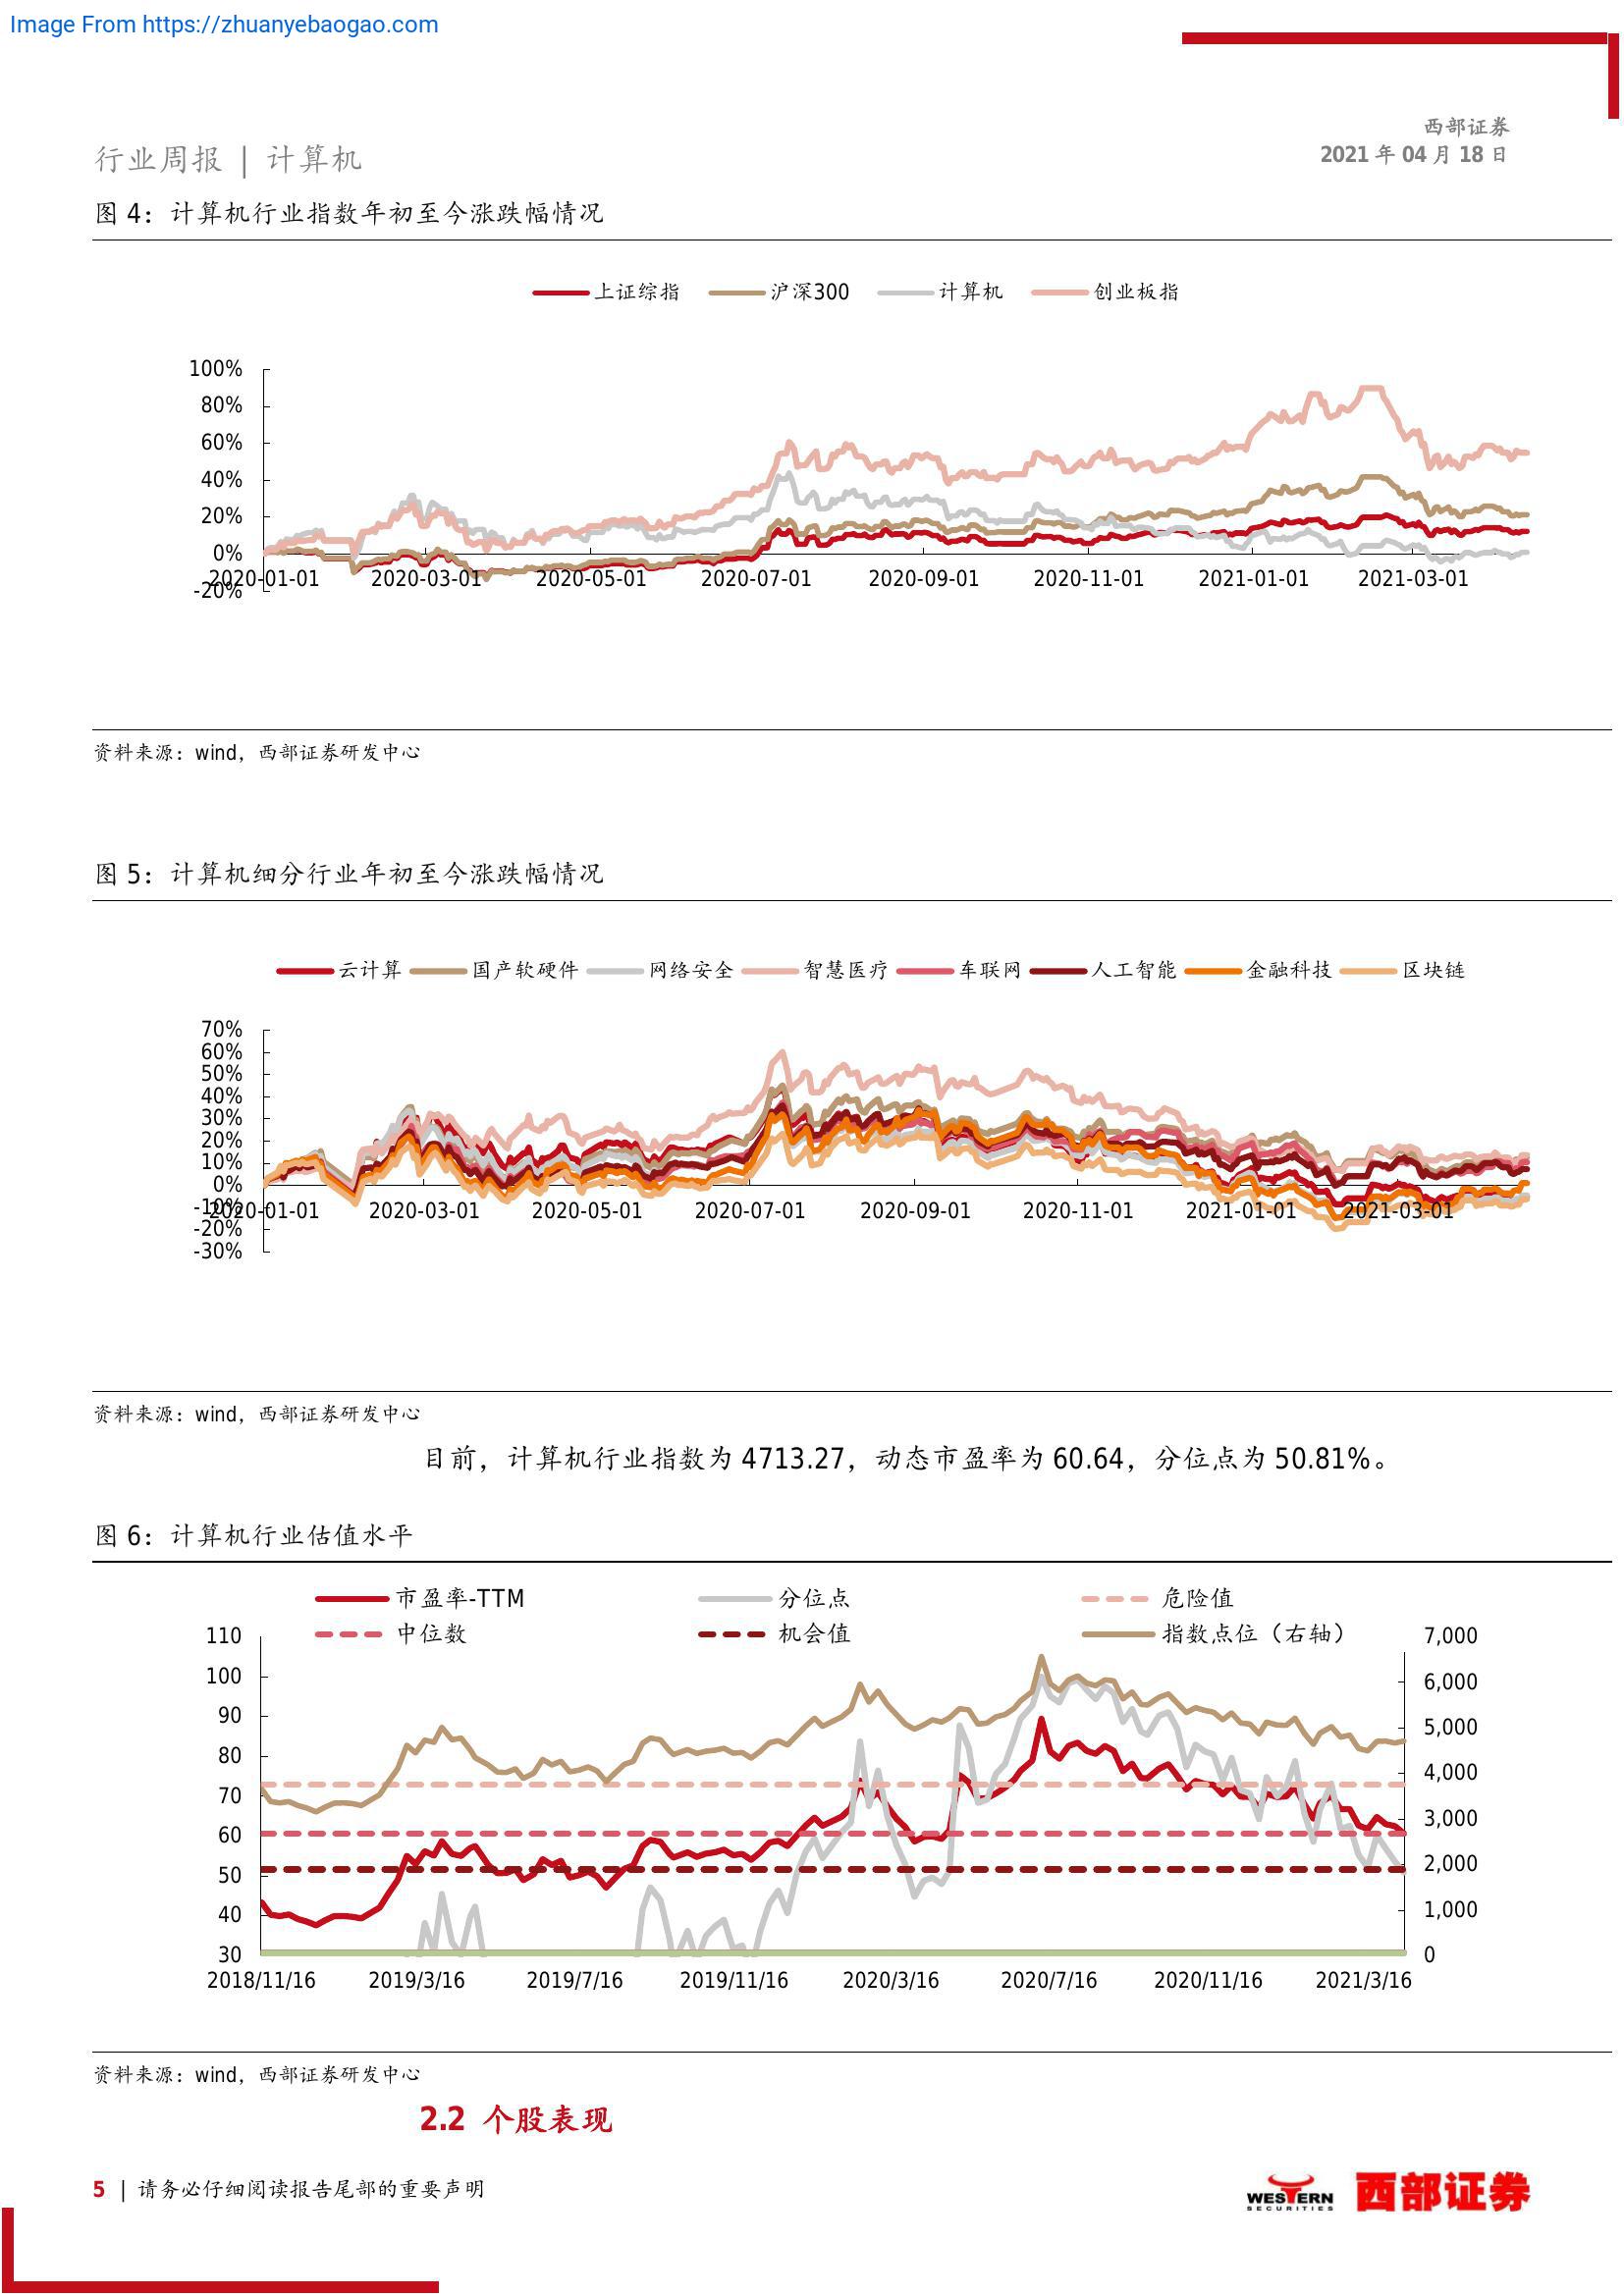 Image From https://zhuanyebaogao.com
西部证券
2021 年 04 月 18 日
行业周报 | 计算机
图 4：计算机行业指数年初至今涨跌幅情况
上证综指 沪深300 计算机 创业板指
100%
80%
60%
40%
20%
0%
-20%
2020-01-01 2020-03-01 2020-05-01 2020-07-01 2020-09-01 2020-11-01 2021-01-01 2021-03-01
资料来源：wind，西部证券研发中心
图 5：计算机细分行业年初至今涨跌幅情况
云计算 国产软硬件 网络安全 智慧医疗 车联网 人工智能 金融科技 区块链
70%
60%
50%
40%
30%
20%
10%
0%
-10%
-20%
-30%
2020-01-01 2020-03-01 2020-05-01 2020-07-01 2020-09-01 2020-11-01 2021-01-01 2021-03-01
资料来源：wind，西部证券研发中心
目前，计算机行业指数为 4713.27，动态市盈率为 60.64，分位点为 50.81%。
图 6：计算机行业估值水平
市盈率-TTM 分位点 危险值
中位数 机会值 指数点位（右轴）
110 7,000
100 6,000
90 5,000
80 4,000
70 3,000
60 2,000
50 1,000
40 0
30
2018/11/16 2019/3/16 2019/7/16 2019/11/16 2020/3/16 2020/7/16 2020/11/16 2021/3/16
资料来源：wind，西部证券研发中心
2.2 个股表现
5 | 请务必仔细阅读报告尾部的重要声明
WESTERN
SECURITIES
西部证券